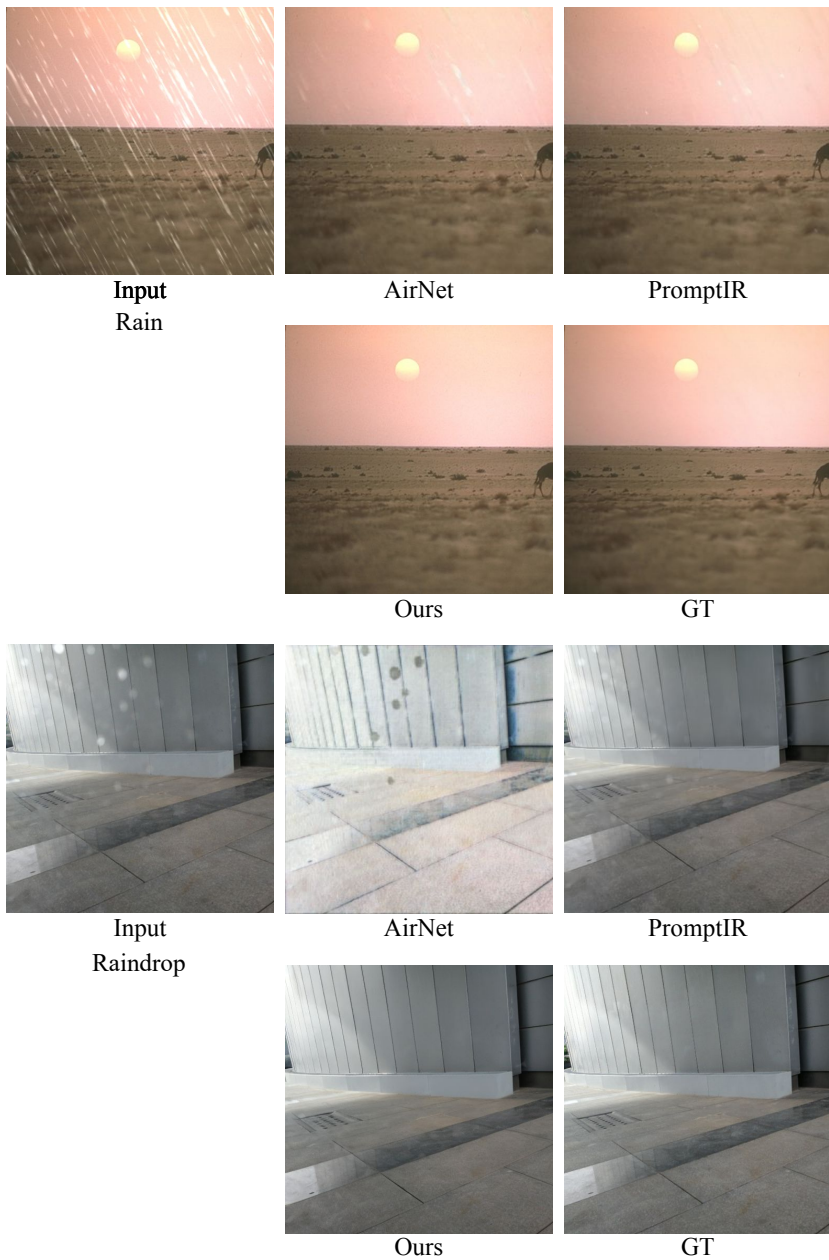 Input
AirNet
PromptIR
Rain
Ours
GT
Input
AirNet
PromptIR
Raindrop
Ours
GT